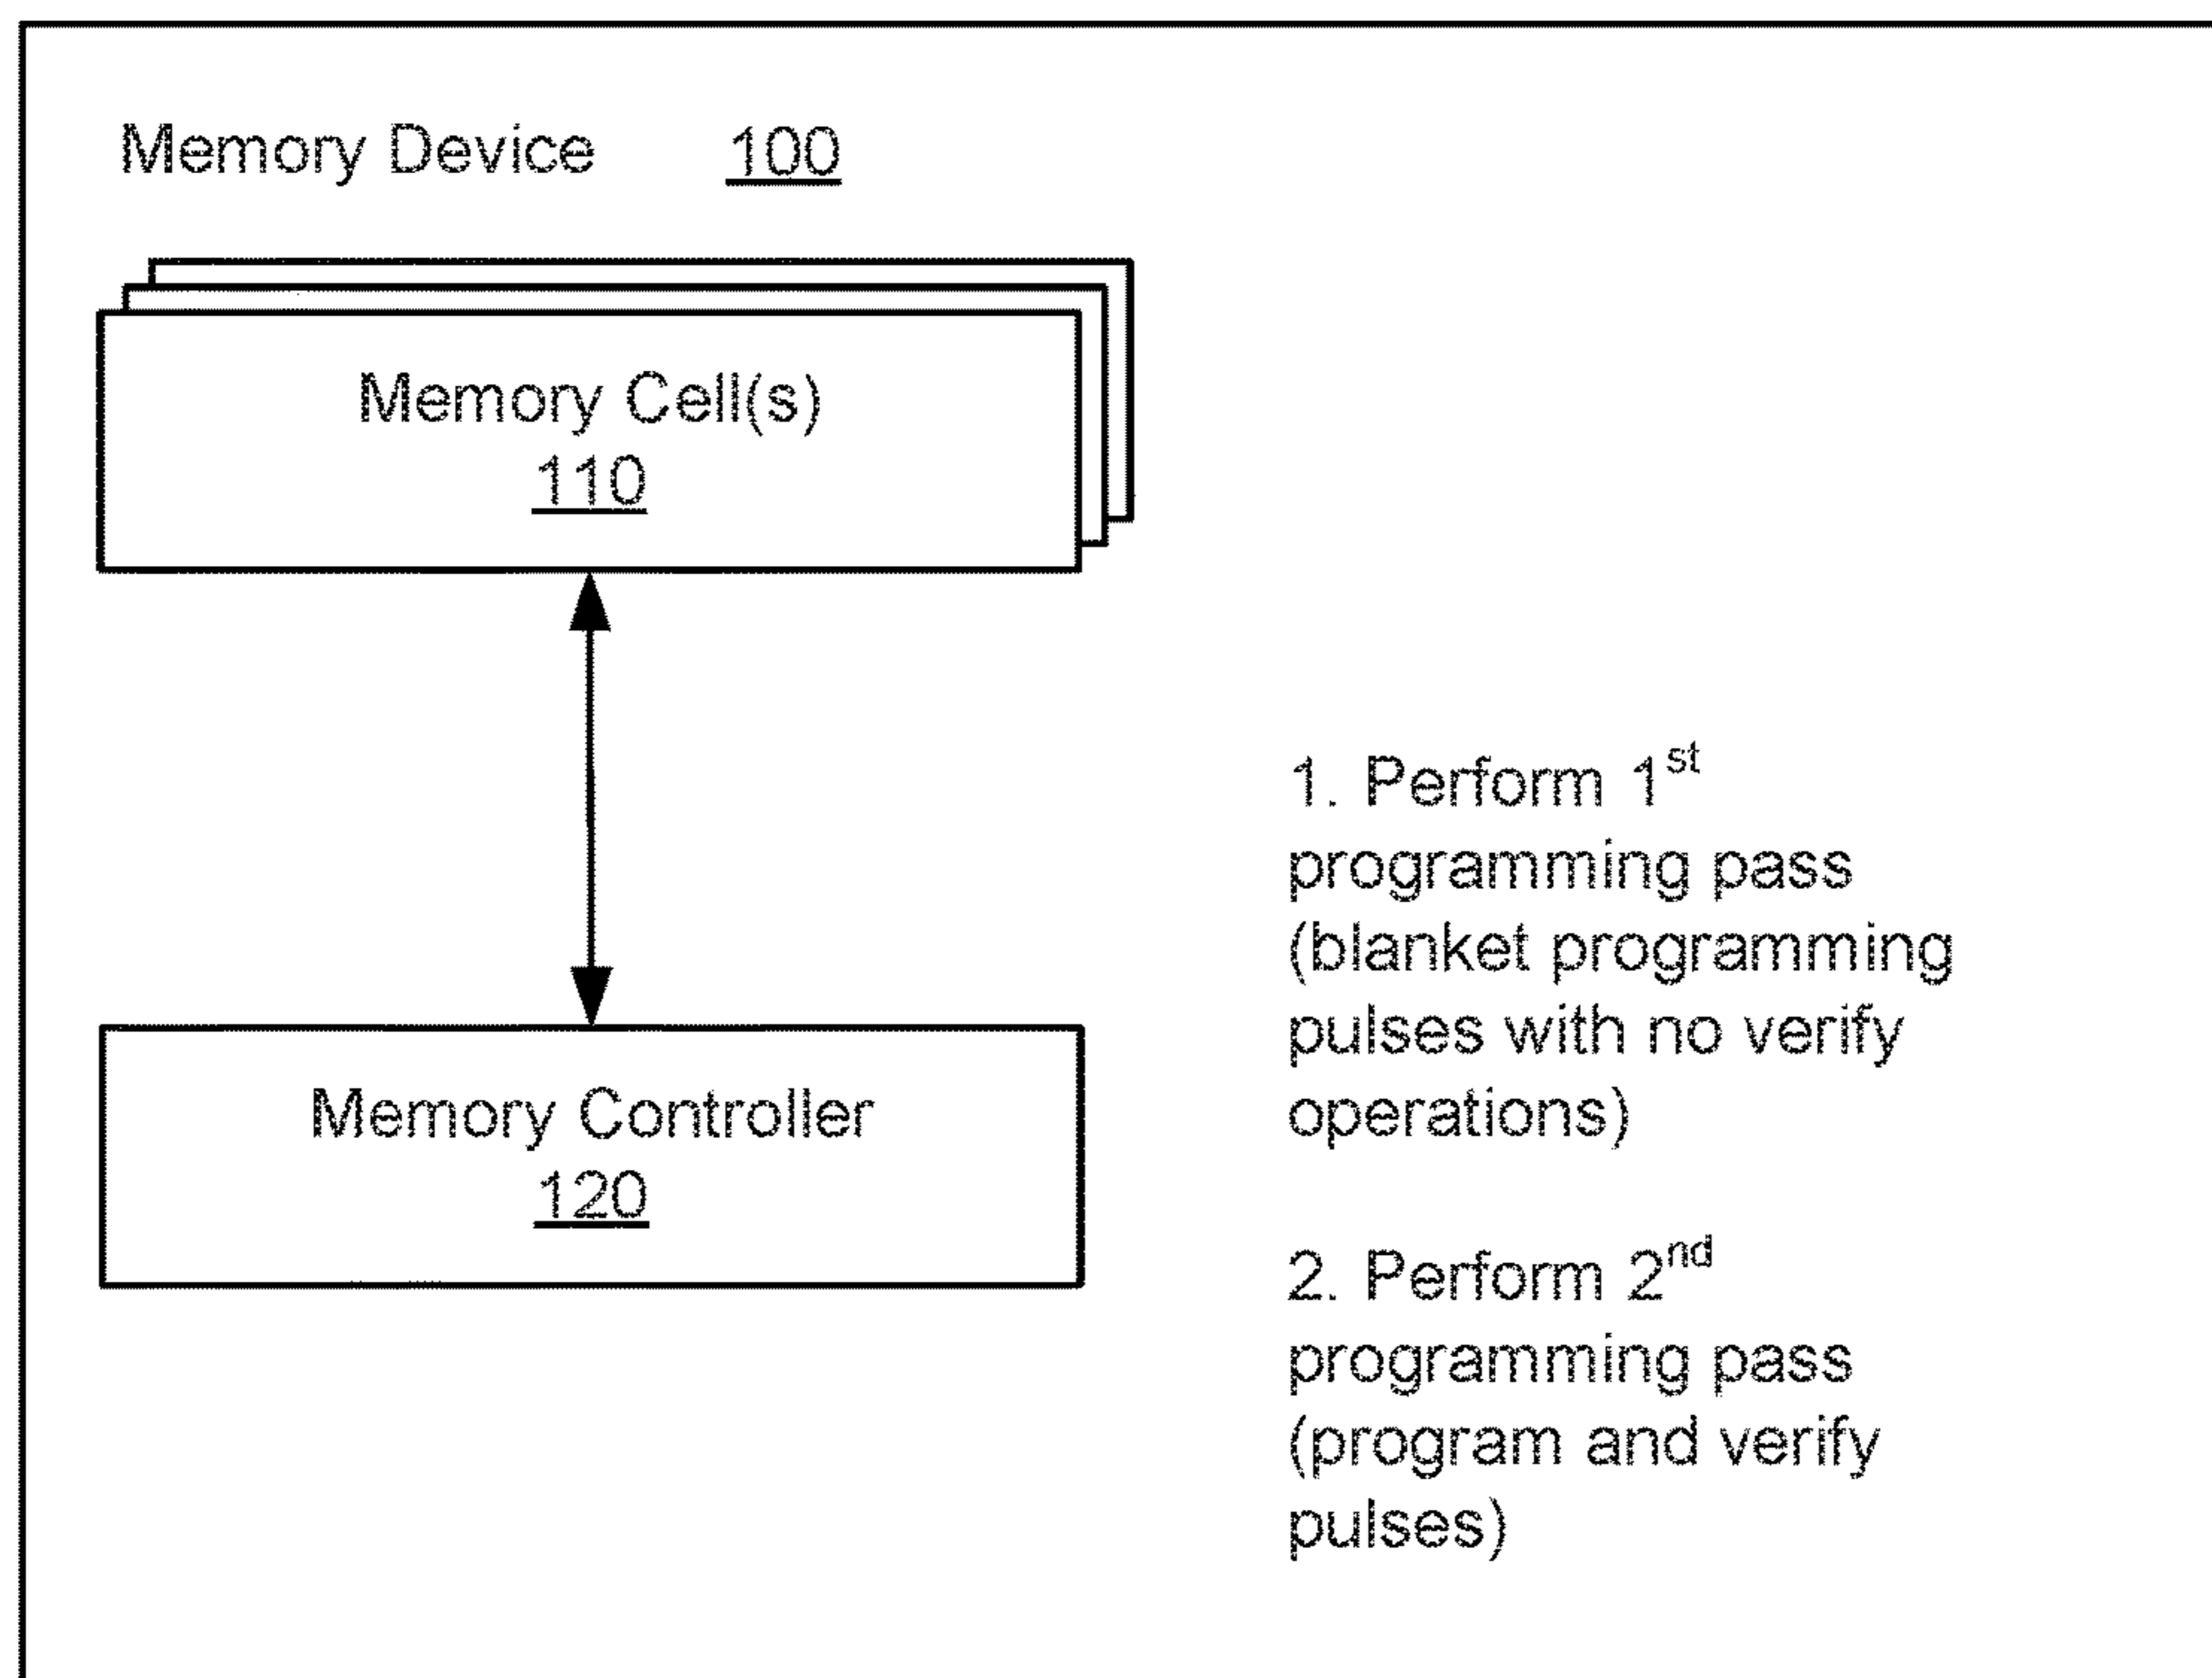 Memory Device 100
Memory Cell(s)
110
Memory Controller
120
1. Perform 1st
programming pass
(blanket programming
pulses with no verify
operations)
2. Perform 2nd
programming pass
(program and verify
pulses)